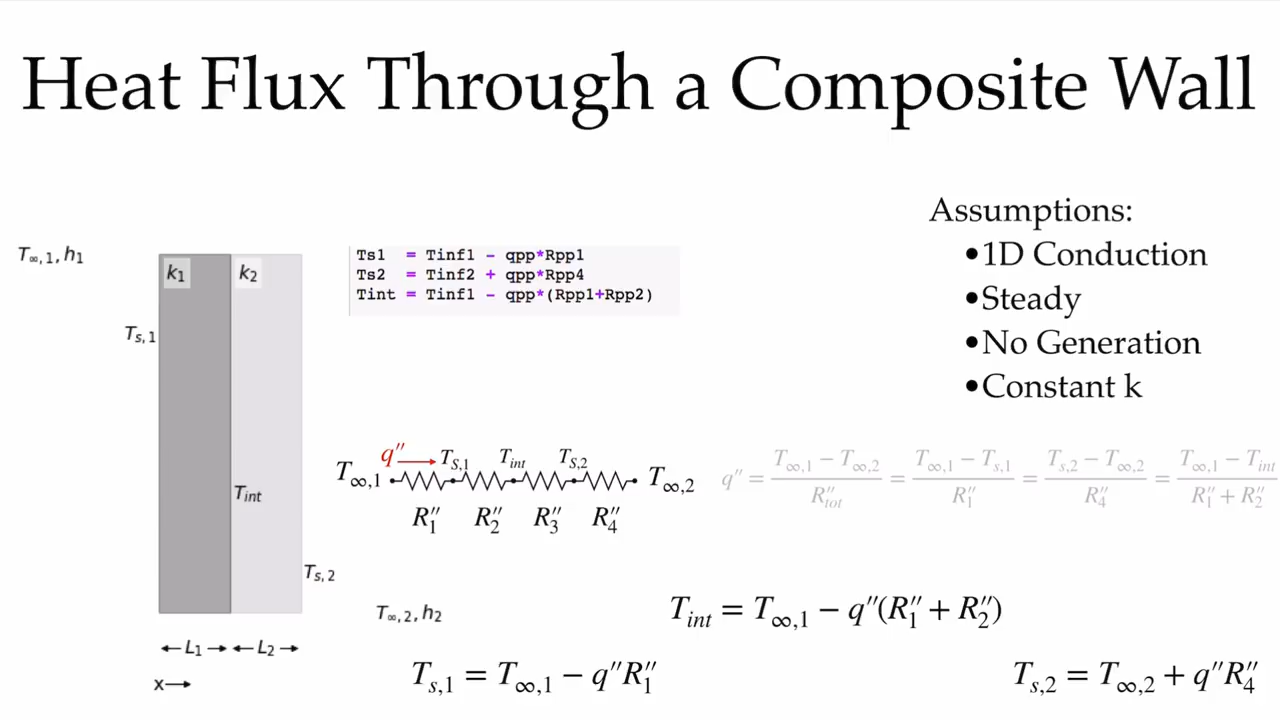 Heat Flux Through a Composite Wall
Assumptions:
•1D Conduction
•Steady
•No Generation
•Constant k
T∞,1, h1
k1
k2
Ts,1
Tint
Ts,2
T∞,2, h2
←L1→ ←L2→
x→
Ts1 = Tinf1 - qpp*Rpp1
Ts2 = Tinf2 + qpp*Rpp4
Tint = Tinf1 - qpp*(Rpp1+Rpp2)
q″
T∞,1 TS,1 Tint TS,2 T∞,2
R″1 R″2 R″3 R″4
q″ = (T∞,1 − T∞,2)/R″tot = (T∞,1 − Ts,1)/R″1 = (Ts,2 − T∞,2)/R″4 = (T∞,1 − Tint)/(R″1 + R″2)
Tint = T∞,1 − q″(R″1 + R″2)
Ts,1 = T∞,1 − q″R″1
Ts,2 = T∞,2 + q″R″4